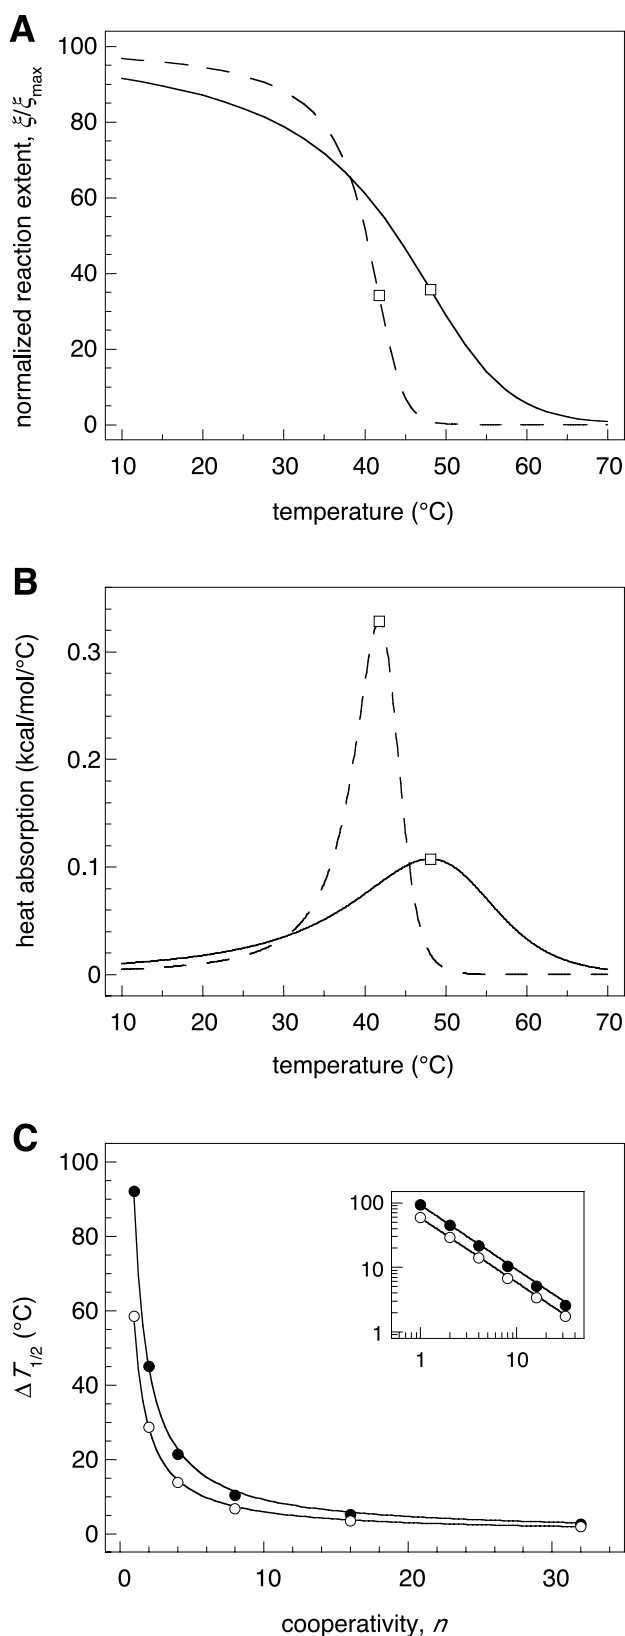 A
normalized reaction extent, ξ/ξmax
100
80
60
40
20
0
10 20 30 40 50 60 70
temperature (°C)
B
heat absorption (kcal/mol/°C)
0.3
0.2
0.1
0
10 20 30 40 50 60 70
temperature (°C)
C
ΔT1/2 (°C)
100
80
60
40
20
0
100
10
1
1 10
0 10 20 30
cooperativity, n